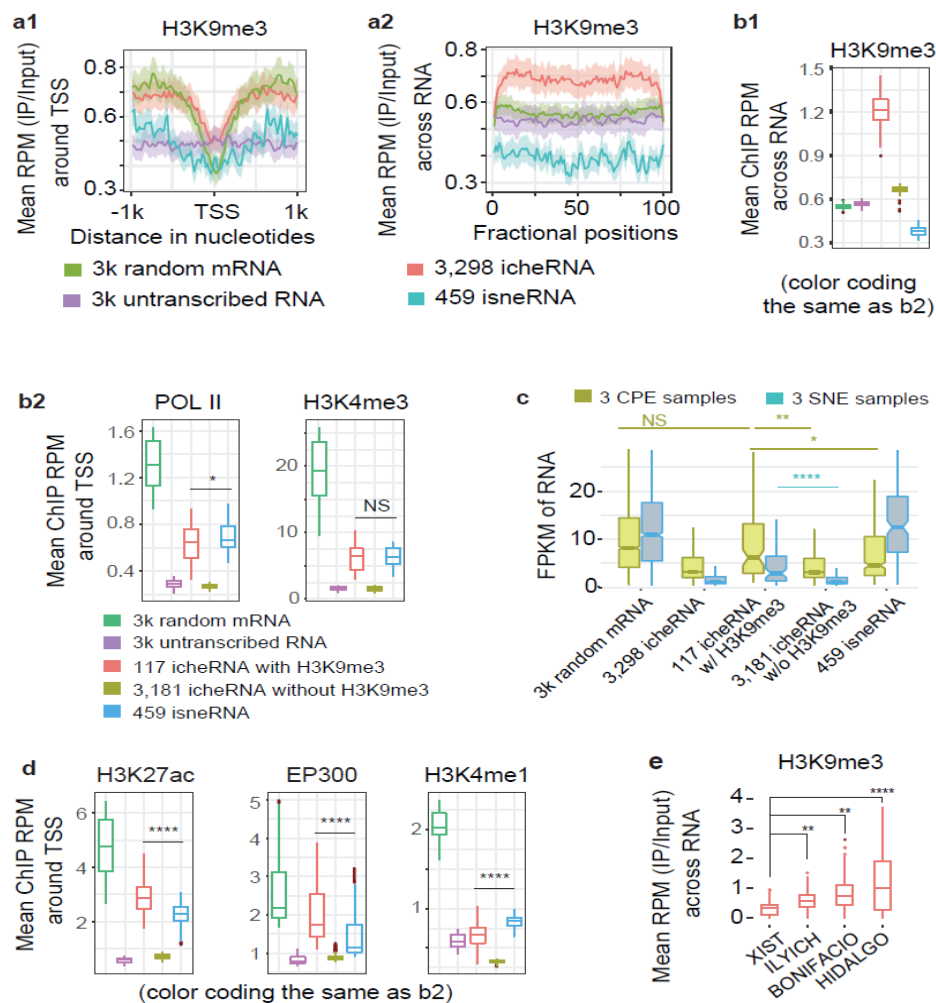 a1
H3K9me3
Mean RPM (IP/Input)
around TSS
0.8
0.6
0.3
-1k
TSS
1k
Distance in nucleotides
a2
H3K9me3
Mean RPM (IP/Input)
across RNA
0.8
0.6
0.3
0
50
100
Fractional positions
3k random mRNA
3k untranscribed RNA
3,298 icheRNA
459 isneRNA
b1
H3K9me3
Mean ChIP RPM
across RNA
1.5
1.2
0.9
0.6
0.3
(color coding
the same as b2)
b2
Mean ChIP RPM
around TSS
POL II
1.6
1.2
0.8
0.4
*
H3K4me3
20
10
0
NS
3k random mRNA
3k untranscribed RNA
117 icheRNA with H3K9me3
3,181 icheRNA without H3K9me3
459 isneRNA
c
3 CPE samples
3 SNE samples
NS
**
*
****
FPKM of RNA
20
10
0
3k random mRNA
3,298 icheRNA
117 icheRNA
w/ H3K9me3
3,181 icheRNA
w/o H3K9me3
459 isneRNA
d
Mean ChIP RPM
around TSS
H3K27ac
6
4
2
****
EP300
5
4
3
2
1
****
H3K4me1
2
1
0
****
(color coding the same as b2)
e
H3K9me3
Mean RPM (IP/Input)
across RNA
4
3
2
1
0
**
**
****
XIST
ILYICH
BONIFACIO
HIDALGO